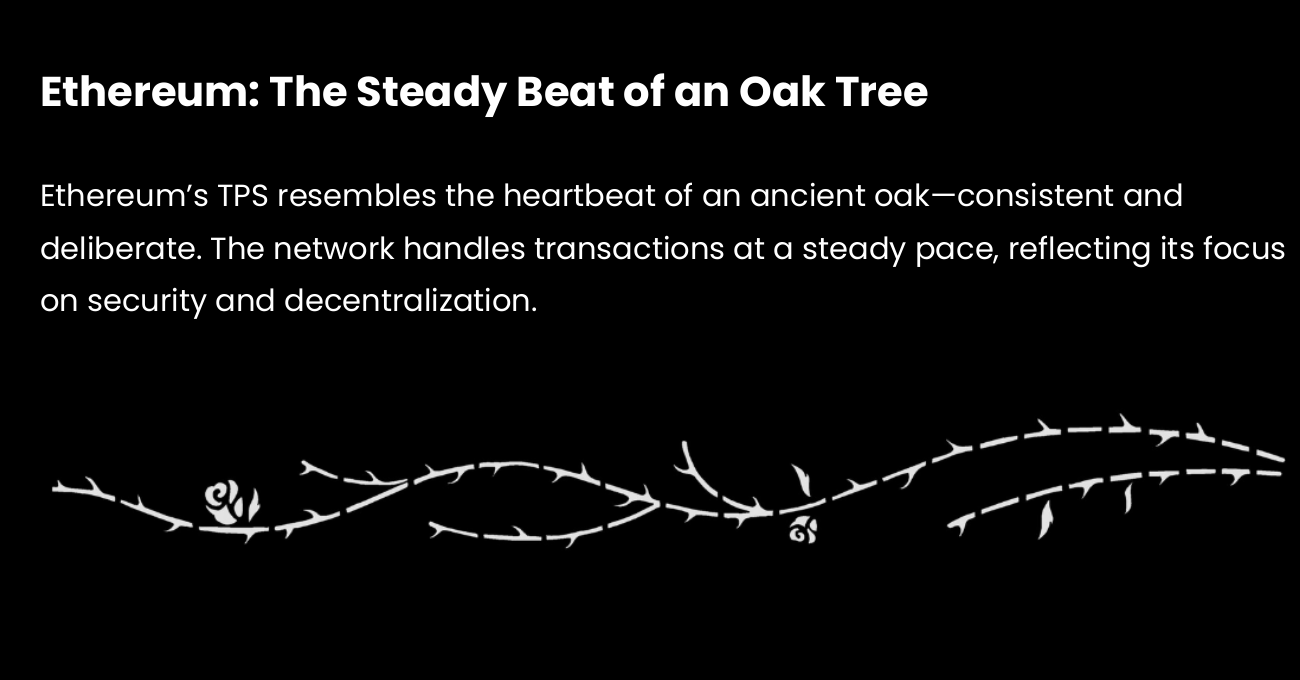 Ethereum: The Steady Beat of an Oak Tree
Ethereum’s TPS resembles the heartbeat of an ancient oak—consistent and
deliberate. The network handles transactions at a steady pace, reflecting its focus
on security and decentralization.